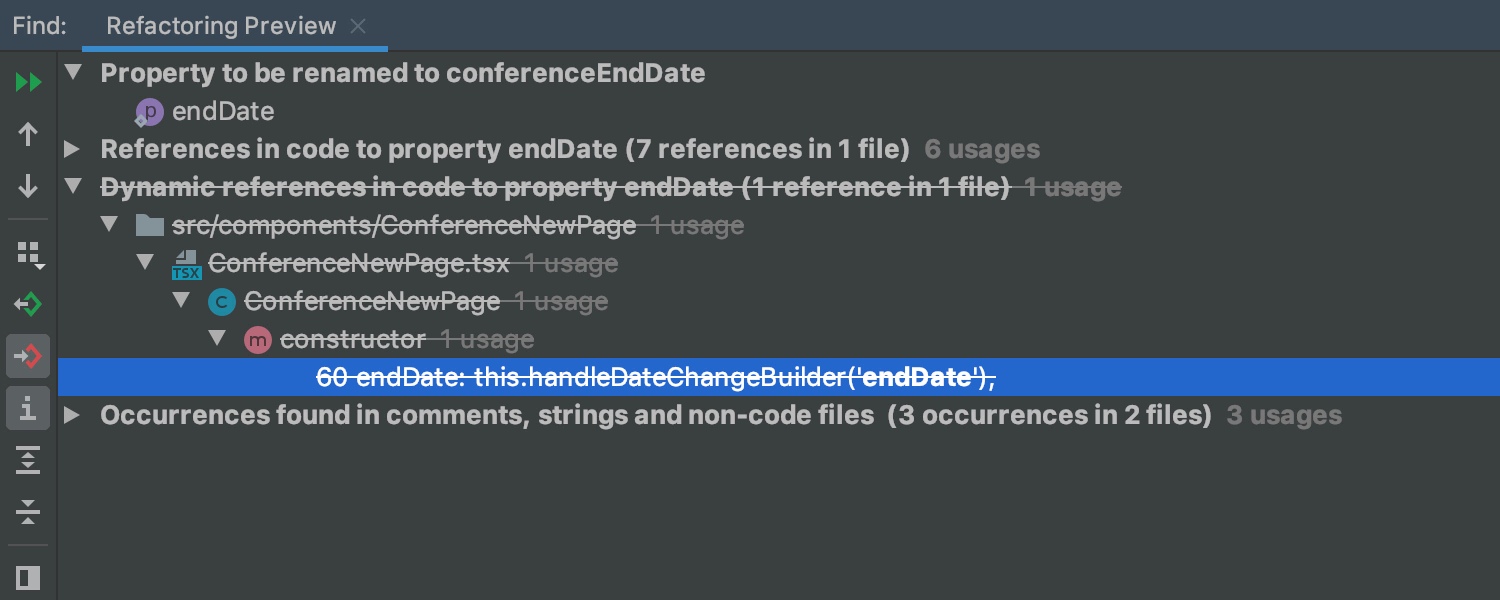 Find: Refactoring Preview
Property to be renamed to conferenceEndDate
p endDate
References in code to property endDate (7 references in 1 file) 6 usages
Dynamic references in code to property endDate (1 reference in 1 file) 1 usage
src/components/ConferenceNewPage 1 usage
TSX ConferenceNewPage.tsx 1 usage
C ConferenceNewPage 1 usage
m constructor 1 usage
60 endDate: this.handleDateChangeBuilder('endDate'),
Occurrences found in comments, strings and non-code files (3 occurrences in 2 files) 3 usages